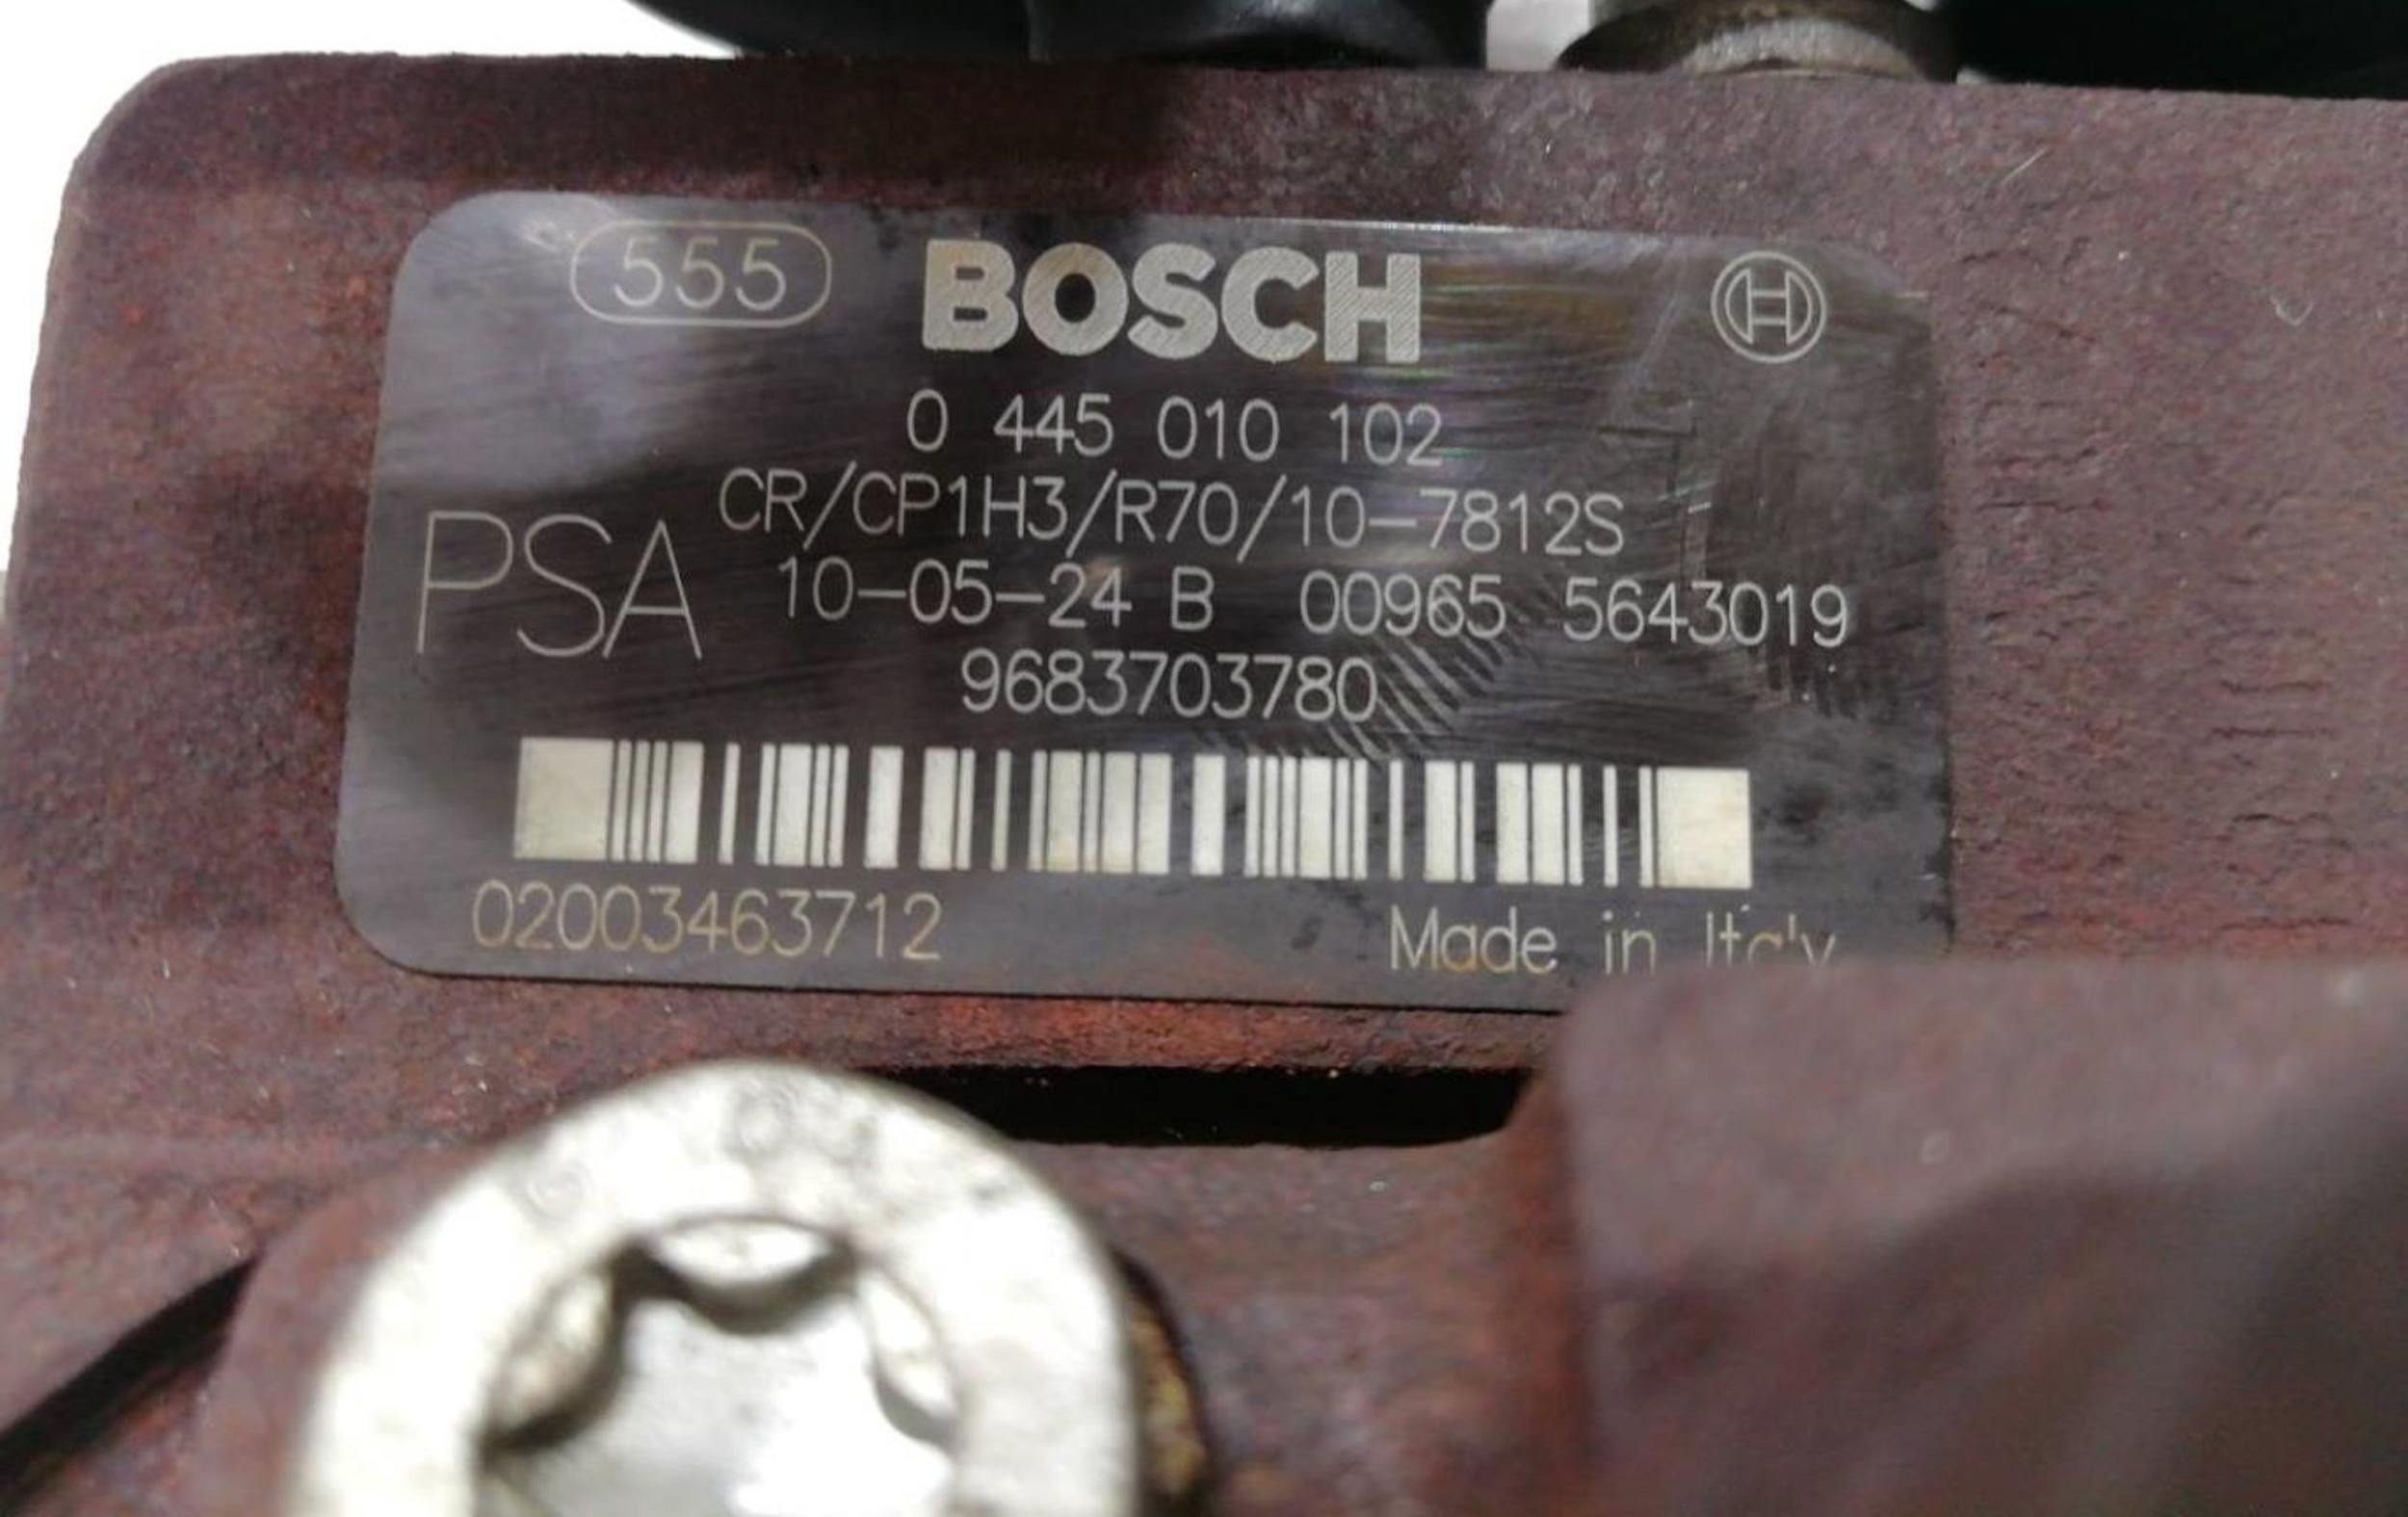 555 BOSCH
0 445 010 102
CR/CP1H3/R70/10-7812S
PSA 10-05-24 B 00965 5643019
9683703780
02003463712 Made in Italy